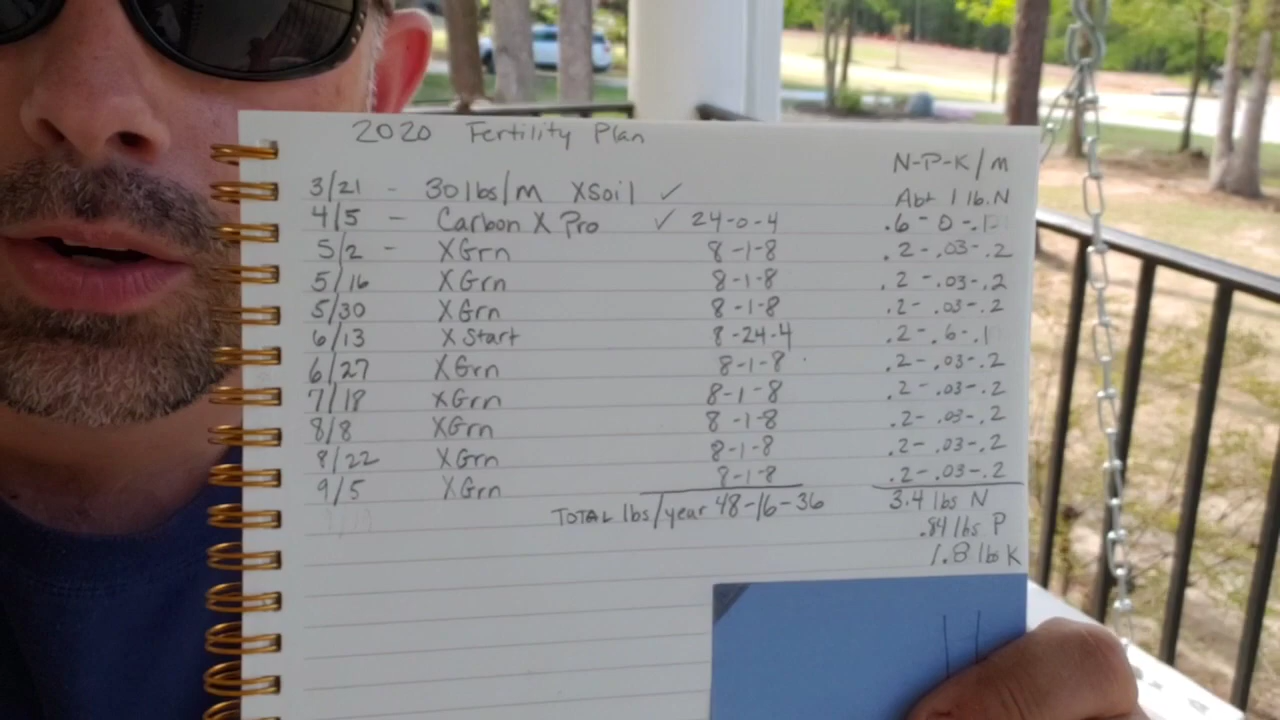 2020 Fertility Plan
N-P-K/m
3/21 - 30 lbs/m XSoil ✓ Abt 1 lb. N
4/5 - Carbon X Pro ✓ 24-0-4 .6-0-.1
5/2 - XGrn 8-1-8 .2-.03-.2
5/16 XGrn 8-1-8 .2-.03-.2
5/30 XGrn 8-1-8 .2-.03-.2
6/13 X Start 8-24-4 .2-.6-.1
6/27 XGrn 8-1-8 .2-.03-.2
7/18 XGrn 8-1-8 .2-.03-.2
8/8 XGrn 8-1-8 .2-.03-.2
8/22 XGrn 8-1-8 .2-.03-.2
9/5 XGrn 8-1-8 .2-.03-.2
TOTAL lbs/year 48-16-36 3.4 lbs N
.84 lbs P
1.8 lb K